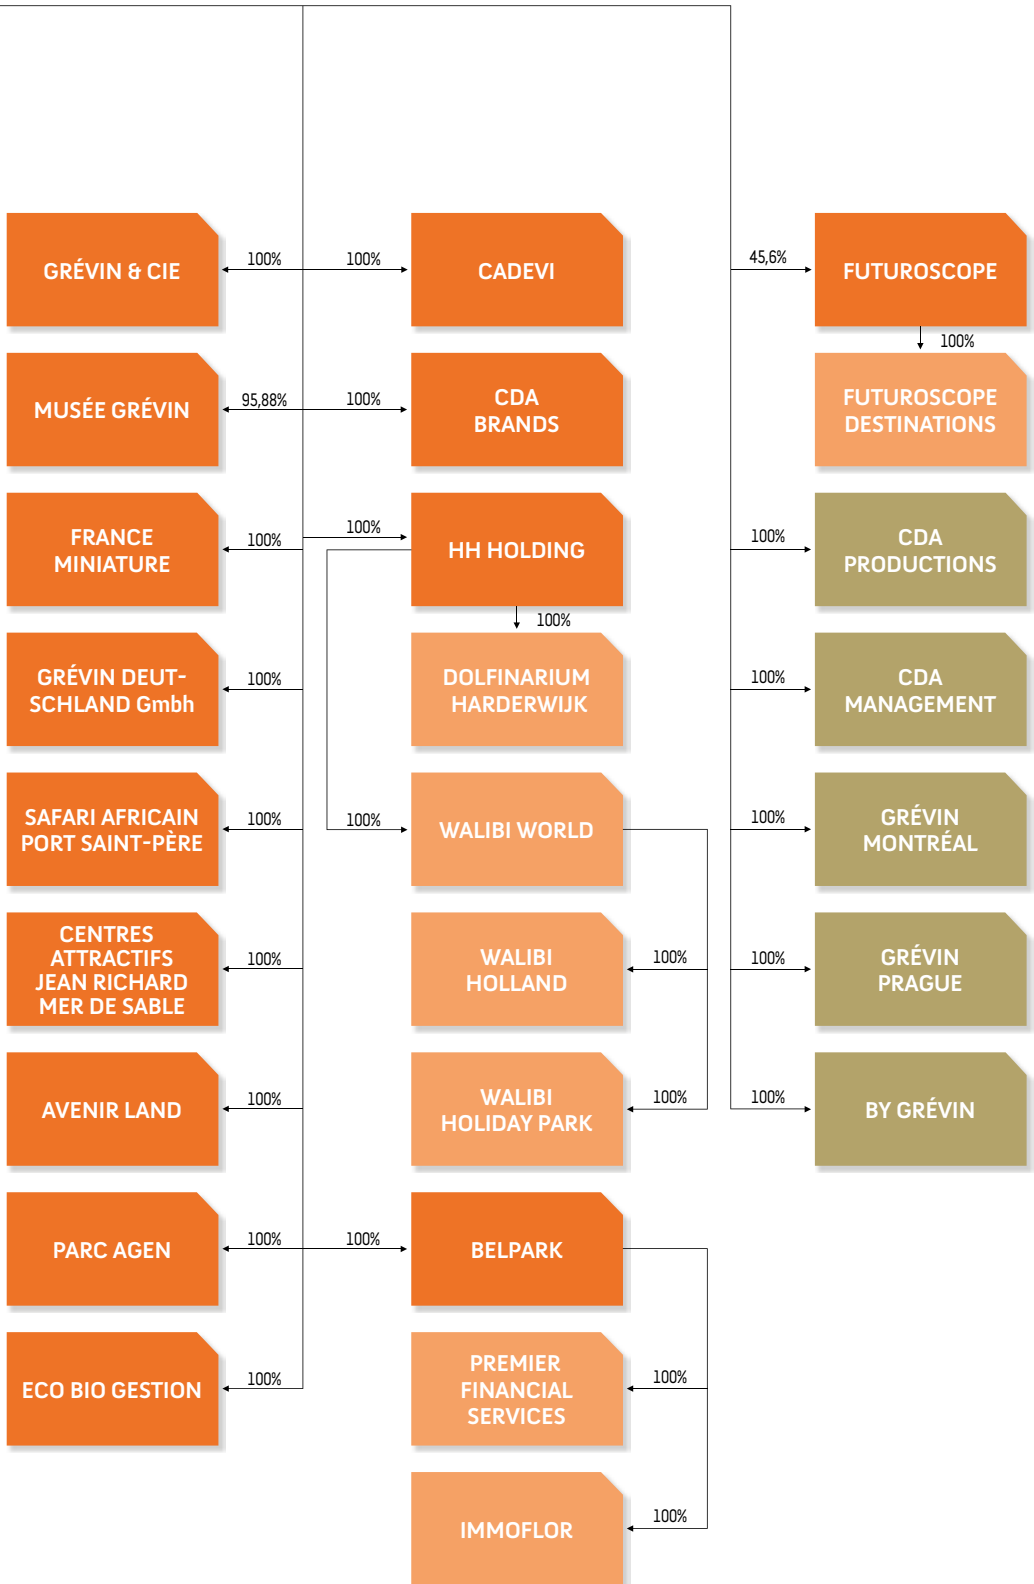 GRÉVIN & CIE
100%
100%
CADEVI
45,6%
FUTUROSCOPE
100%
MUSÉE GRÉVIN
95,88%
100%
CDA
BRANDS
FUTUROSCOPE
DESTINATIONS
FRANCE
MINIATURE
100%
100%
HH HOLDING
100%
100%
CDA
PRODUCTIONS
GRÉVIN DEUT-
SCHLAND Gmbh
100%
DOLFINARIUM
HARDERWIJK
100%
CDA
MANAGEMENT
SAFARI AFRICAIN
PORT SAINT-PÈRE
100%
100%
WALIBI WORLD
100%
GRÉVIN
MONTRÉAL
CENTRES
ATTRACTIFS
JEAN RICHARD
MER DE SABLE
100%
WALIBI
HOLLAND
100%
100%
GRÉVIN
PRAGUE
AVENIR LAND
100%
WALIBI
HOLIDAY PARK
100%
100%
BY GRÉVIN
PARC AGEN
100%
100%
BELPARK
ECO BIO GESTION
100%
PREMIER
FINANCIAL
SERVICES
100%
IMMOFLOR
100%